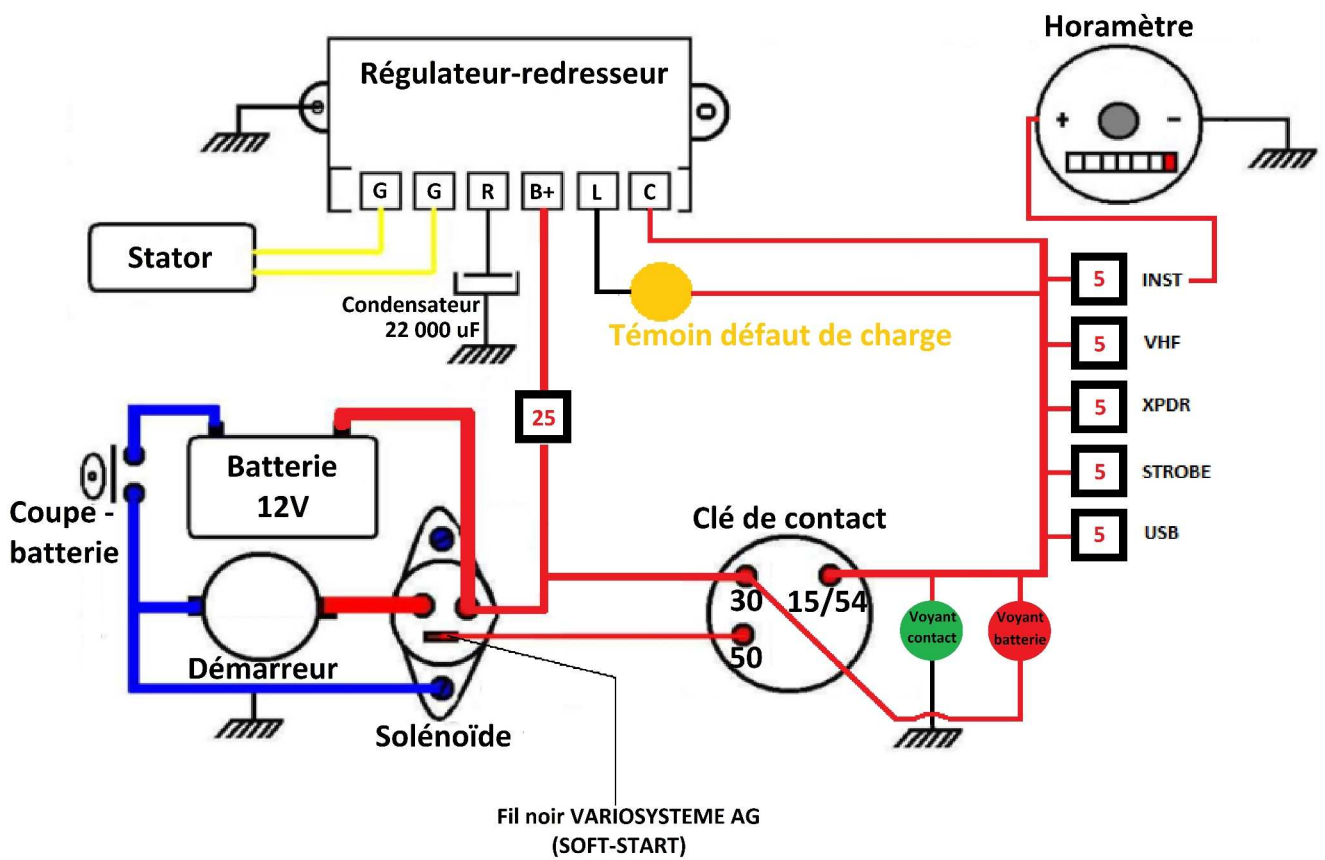 Horamètre
Régulateur-redresseur
+
−
G
G
R
B+
L
C
Stator
Condensateur
22 000 uF
Témoin défaut de charge
5
INST
5
VHF
5
XPDR
5
STROBE
5
USB
25
Batterie
12V
Coupe -
batterie
Clé de contact
30
15/54
50
Voyant
contact
Voyant
batterie
Démarreur
Solénoïde
Fil noir VARIOSYSTEME AG
(SOFT-START)